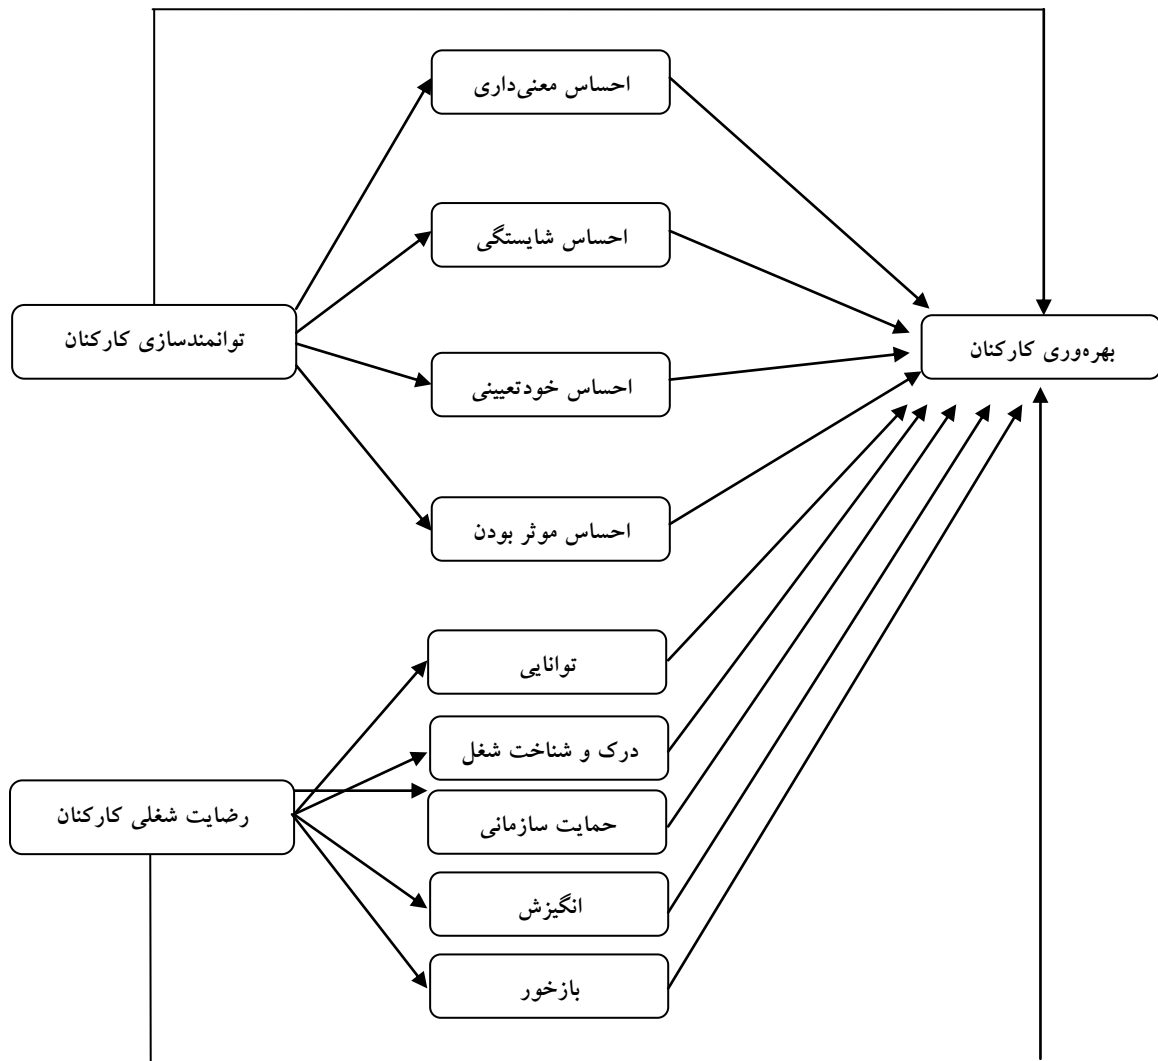 احساس معنی‌داری
احساس شایستگی
توانمندسازی کارکنان
بهره‌وری کارکنان
احساس خودتعیینی
احساس موثر بودن
توانایی
درک و شناخت شغل
رضایت شغلی کارکنان
حمایت سازمانی
انگیزش
بازخور